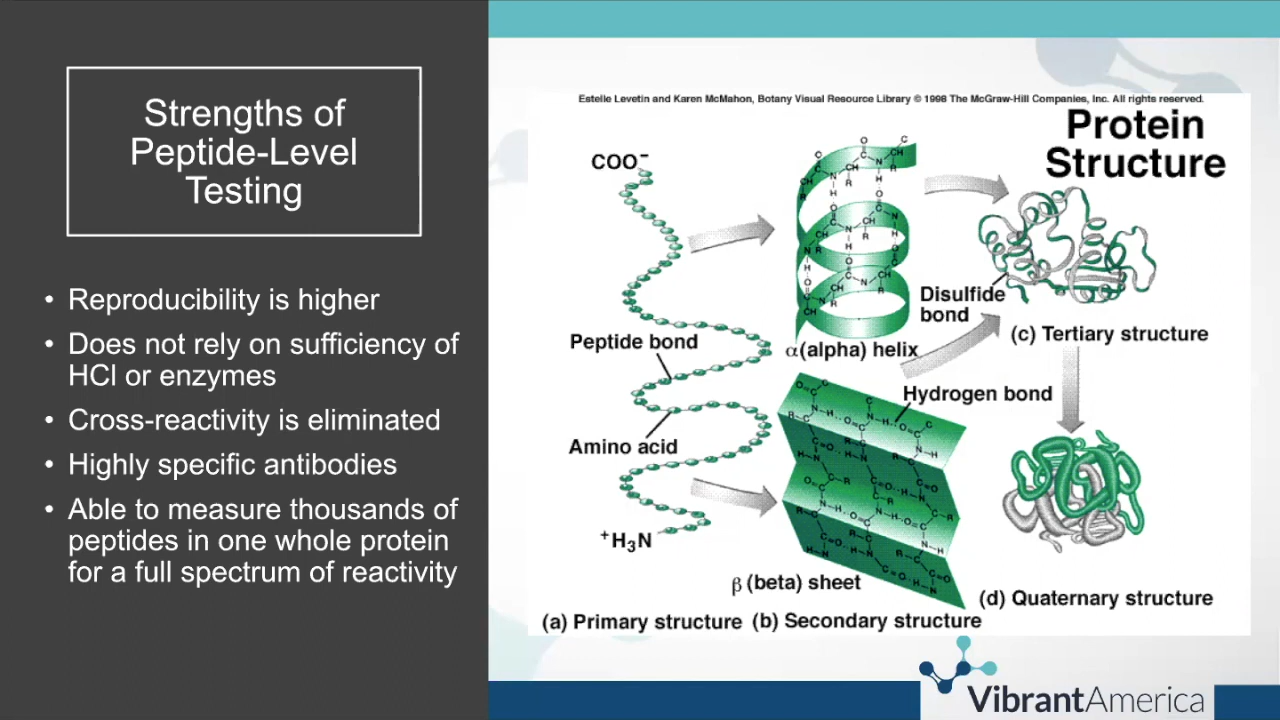 Strengths of
Peptide-Level
Testing
• Reproducibility is higher
• Does not rely on sufficiency of
HCl or enzymes
• Cross-reactivity is eliminated
• Highly specific antibodies
• Able to measure thousands of
peptides in one whole protein
for a full spectrum of reactivity
Estelle Levetin and Karen McMahon, Botany Visual Resource Library © 1998 The McGraw-Hill Companies, Inc. All rights reserved.
Protein
Structure
COO⁻
Peptide bond
Amino acid
⁺H₃N
(a) Primary structure
α(alpha) helix
Hydrogen bond
β (beta) sheet
(b) Secondary structure
Disulfide
bond
(c) Tertiary structure
(d) Quaternary structure
VibrantAmerica